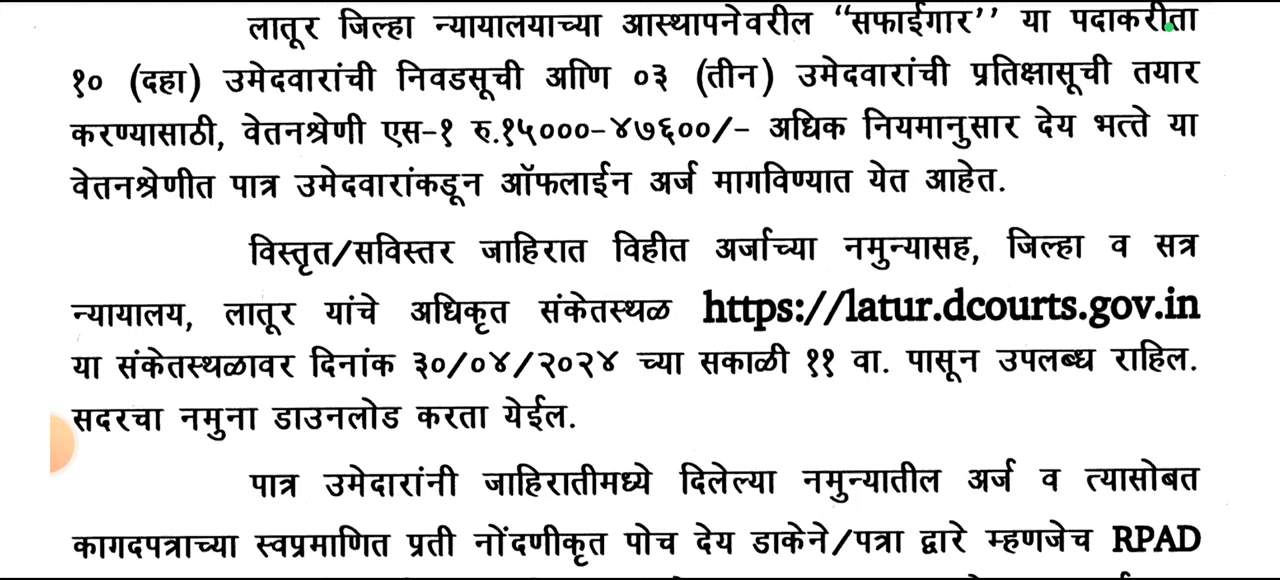 लातूर जिल्हा न्यायालयाच्या आस्थापनेवरील “सफाईगार’’ या पदाकरीता
१० (दहा) उमेदवारांची निवडसूची आणि ०३ (तीन) उमेदवारांची प्रतिक्षासूची तयार
करण्यासाठी, वेतनश्रेणी एस-१ रु.१५०००-४७६००/- अधिक नियमानुसार देय भत्ते या
वेतनश्रेणीत पात्र उमेदवारांकडून ऑफलाईन अर्ज मागविण्यात येत आहेत.
विस्तृत/सविस्तर जाहिरात विहीत अर्जाच्या नमुन्यासह, जिल्हा व सत्र
न्यायालय, लातूर यांचे अधिकृत संकेतस्थळ https://latur.dcourts.gov.in
या संकेतस्थळावर दिनांक ३०/०४/२०२४ च्या सकाळी ११ वा. पासून उपलब्ध राहिल.
सदरचा नमुना डाउनलोड करता येईल.
पात्र उमेदारांनी जाहिरातीमध्ये दिलेल्या नमुन्यातील अर्ज व त्यासोबत
कागदपत्राच्या स्वप्रमाणित प्रती नोंदणीकृत पोच देय डाकेने/पत्रा द्वारे म्हणजेच RPAD